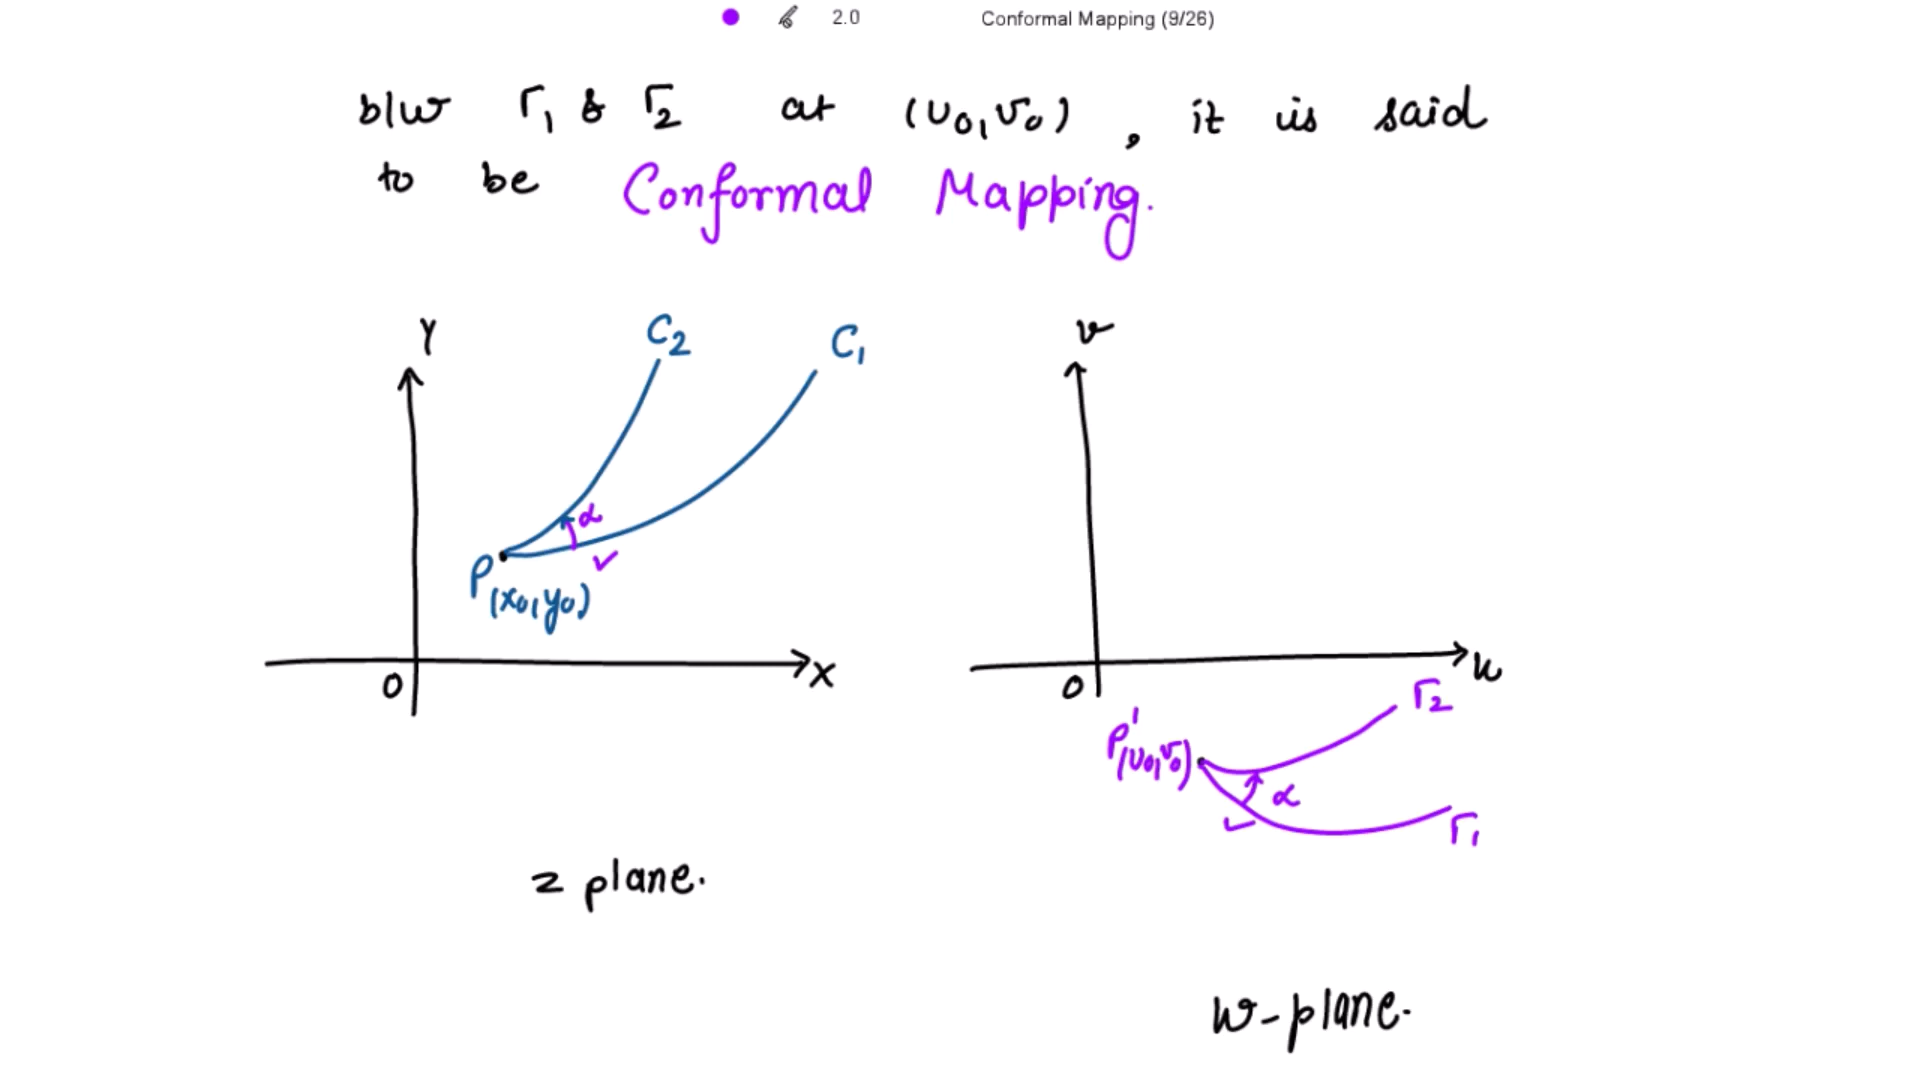 2.0 Conformal Mapping (9/26)
b/w Γ1 & Γ2 at (u0,v0), it is said
to be Conformal Mapping.
Y C2 C1
α
P
(x0,y0)
O X
z plane.
v
O u
Γ2
P'(u0,v0)
α
Γ1
w-plane.